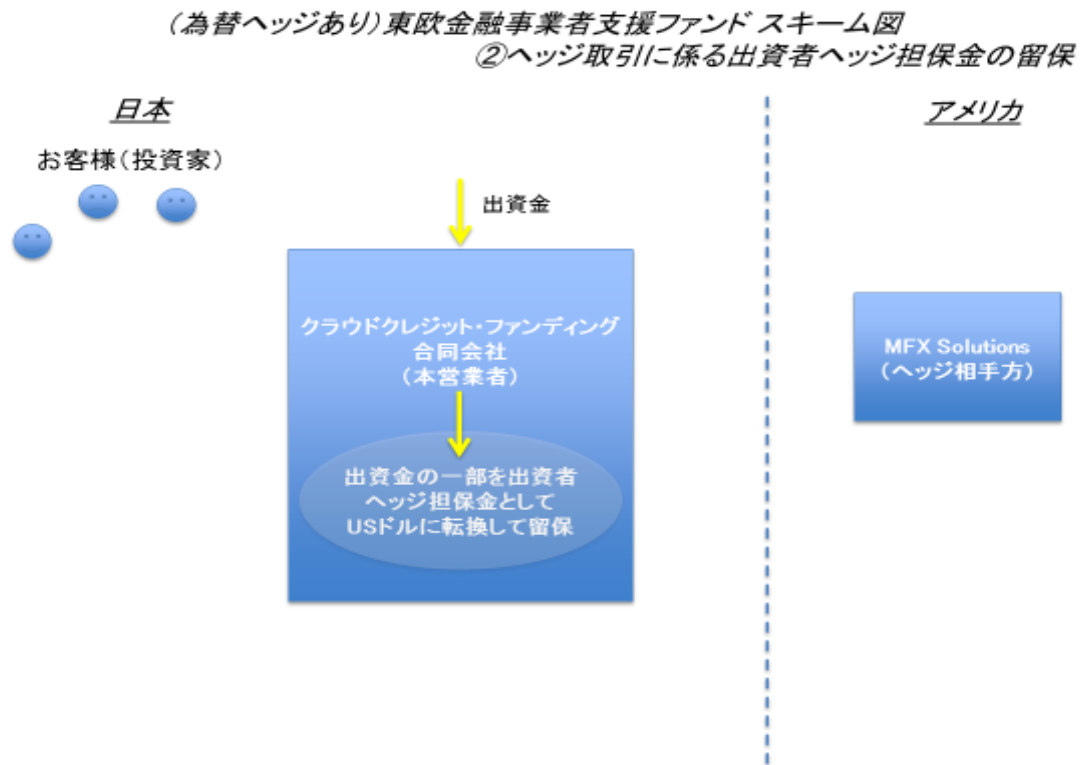 (為替ヘッジあり)東欧金融事業者支援ファンド スキーム図
②ヘッジ取引に係る出資者ヘッジ担保金の留保
日本
アメリカ
お客様(投資家)
出資金
クラウドクレジット・ファンディング
合同会社
(本営業者)
MFX Solutions
(ヘッジ相手方)
出資金の一部を出資者
ヘッジ担保金として
USドルに転換して留保